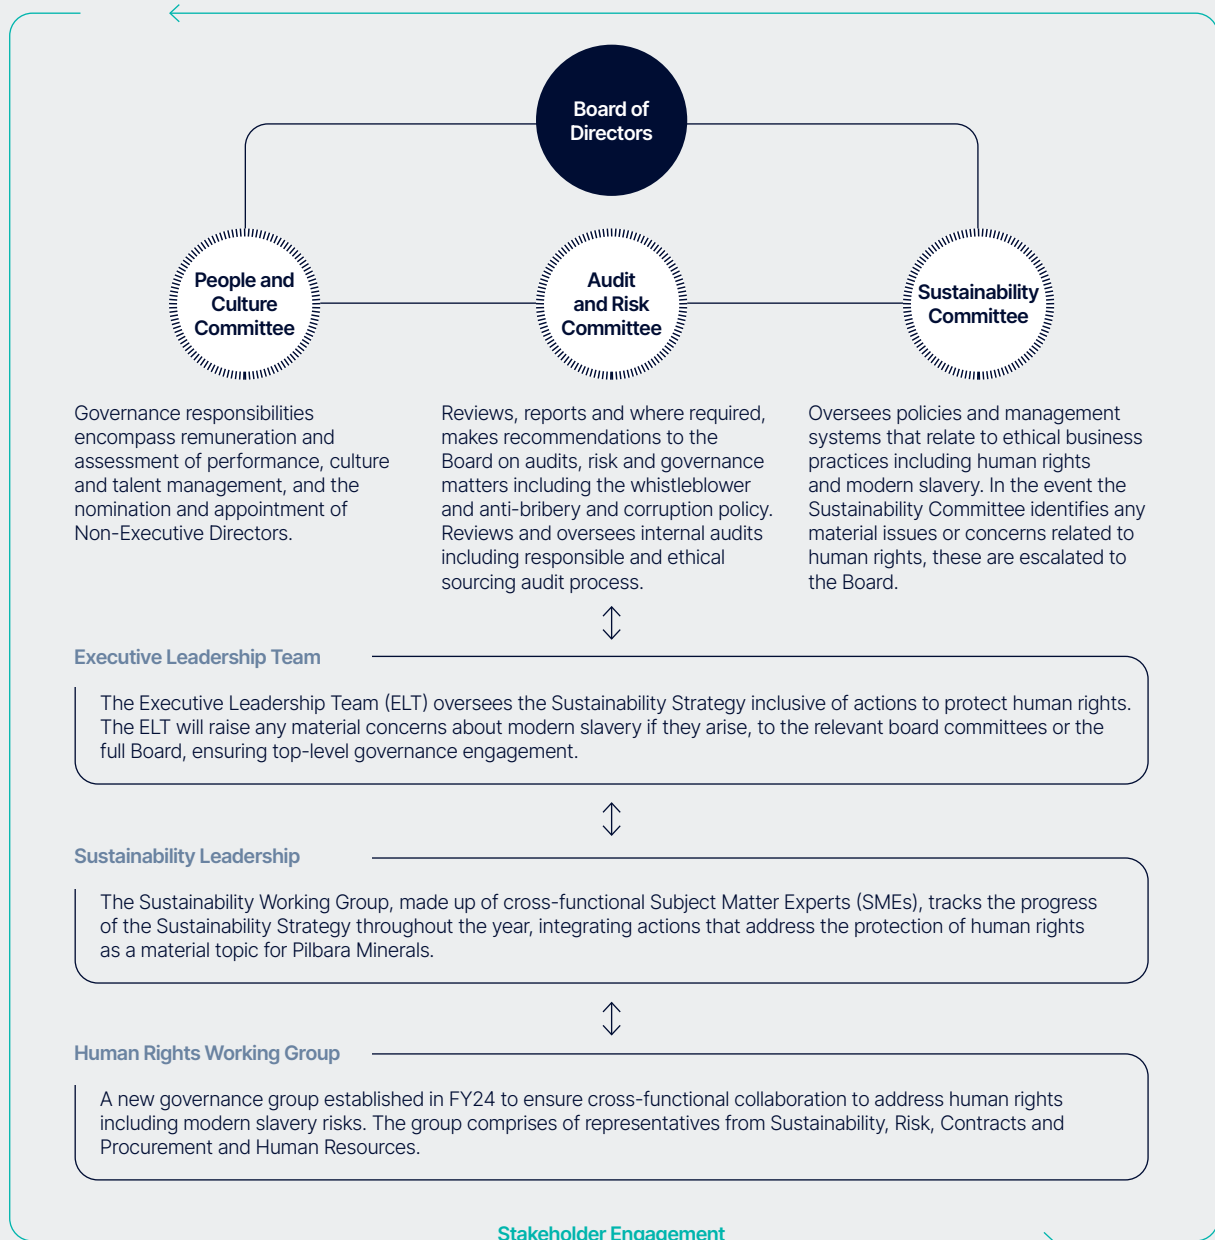 Board of
Directors
People and
Culture
Committee
Audit
and Risk
Committee
Sustainability
Committee
Governance responsibilities
encompass remuneration and
assessment of performance, culture
and talent management, and the
nomination and appointment of
Non-Executive Directors.
Reviews, reports and where required,
makes recommendations to the
Board on audits, risk and governance
matters including the whistleblower
and anti-bribery and corruption policy.
Reviews and oversees internal audits
including responsible and ethical
sourcing audit process.
Oversees policies and management
systems that relate to ethical business
practices including human rights
and modern slavery. In the event the
Sustainability Committee identifies any
material issues or concerns related to
human rights, these are escalated to
the Board.
Executive Leadership Team
The Executive Leadership Team (ELT) oversees the Sustainability Strategy inclusive of actions to protect human rights.
The ELT will raise any material concerns about modern slavery if they arise, to the relevant board committees or the
full Board, ensuring top-level governance engagement.
Sustainability Leadership
The Sustainability Working Group, made up of cross-functional Subject Matter Experts (SMEs), tracks the progress
of the Sustainability Strategy throughout the year, integrating actions that address the protection of human rights
as a material topic for Pilbara Minerals.
Human Rights Working Group
A new governance group established in FY24 to ensure cross-functional collaboration to address human rights
including modern slavery risks. The group comprises of representatives from Sustainability, Risk, Contracts and
Procurement and Human Resources.
Stakeholder Engagement